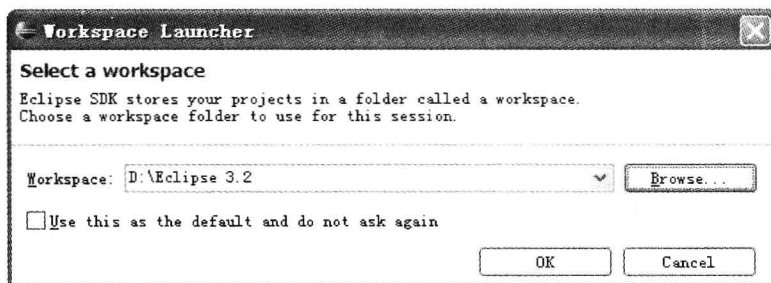 Workspace Launcher
Select a workspace
Eclipse SDK stores your projects in a folder called a workspace.
Choose a workspace folder to use for this session.
Workspace: D:\Eclipse 3.2 Browse...
Use this as the default and do not ask again
OK Cancel